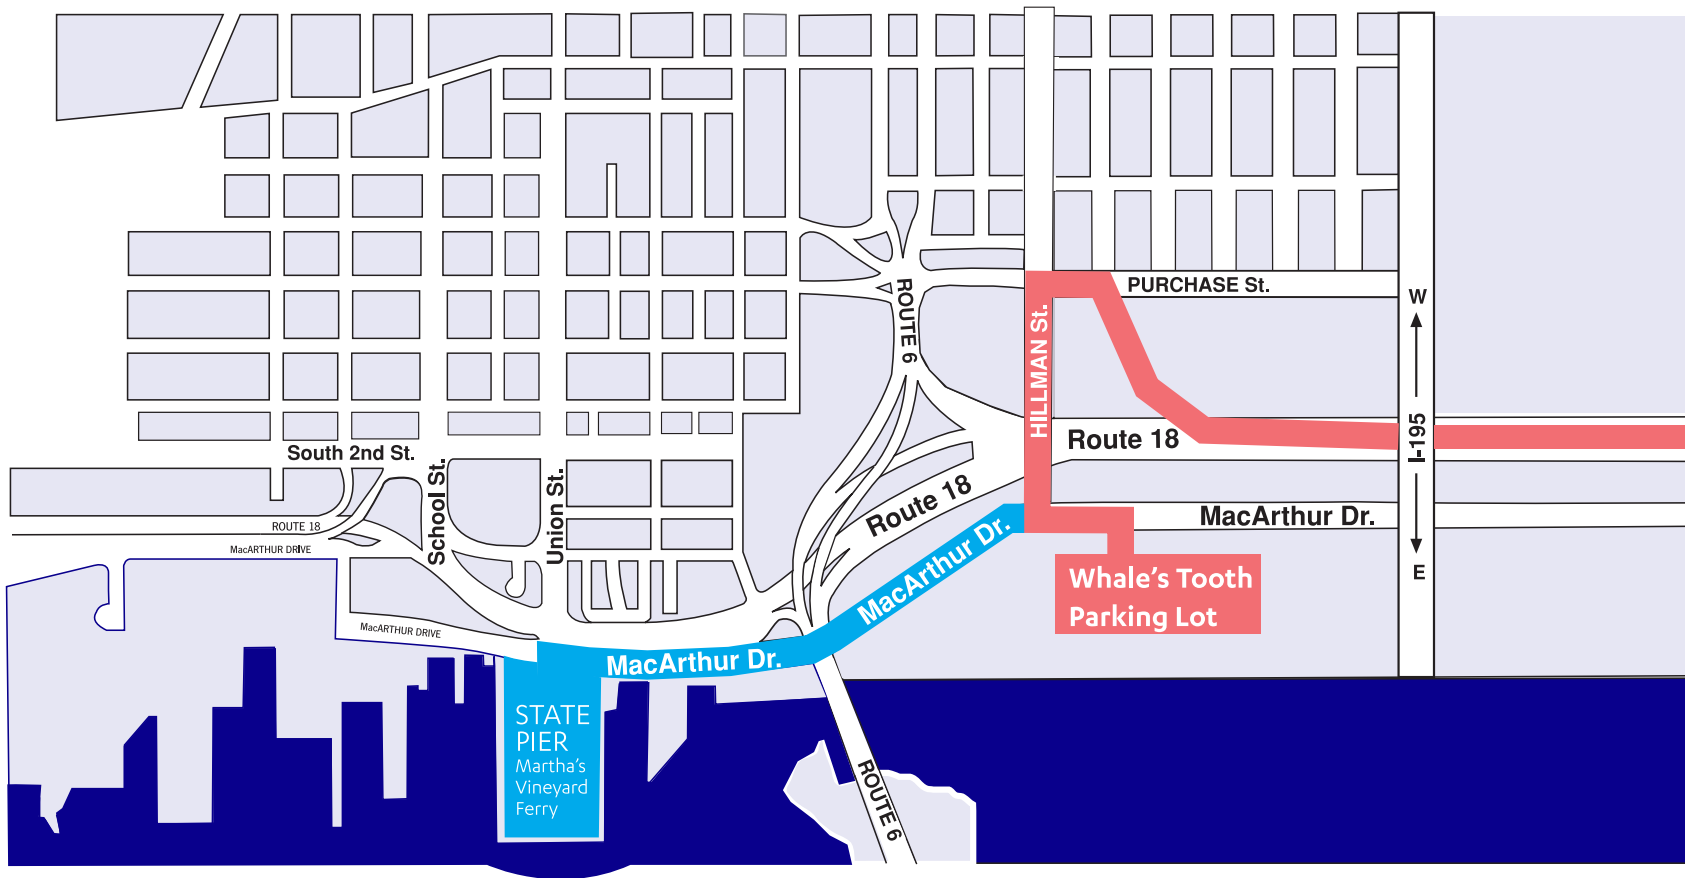 PURCHASE St.
W
ROUTE 6
HILLMAN St.
I-195
Route 18
South 2nd St.
School St.
Union St.
Route 18
MacArthur Dr.
ROUTE 18
MacARTHUR DRIVE
MacArthur Dr.
E
Whale's Tooth
Parking Lot
MacARTHUR DRIVE
MacArthur Dr.
STATE
PIER
Martha's
Vineyard
Ferry
ROUTE 6